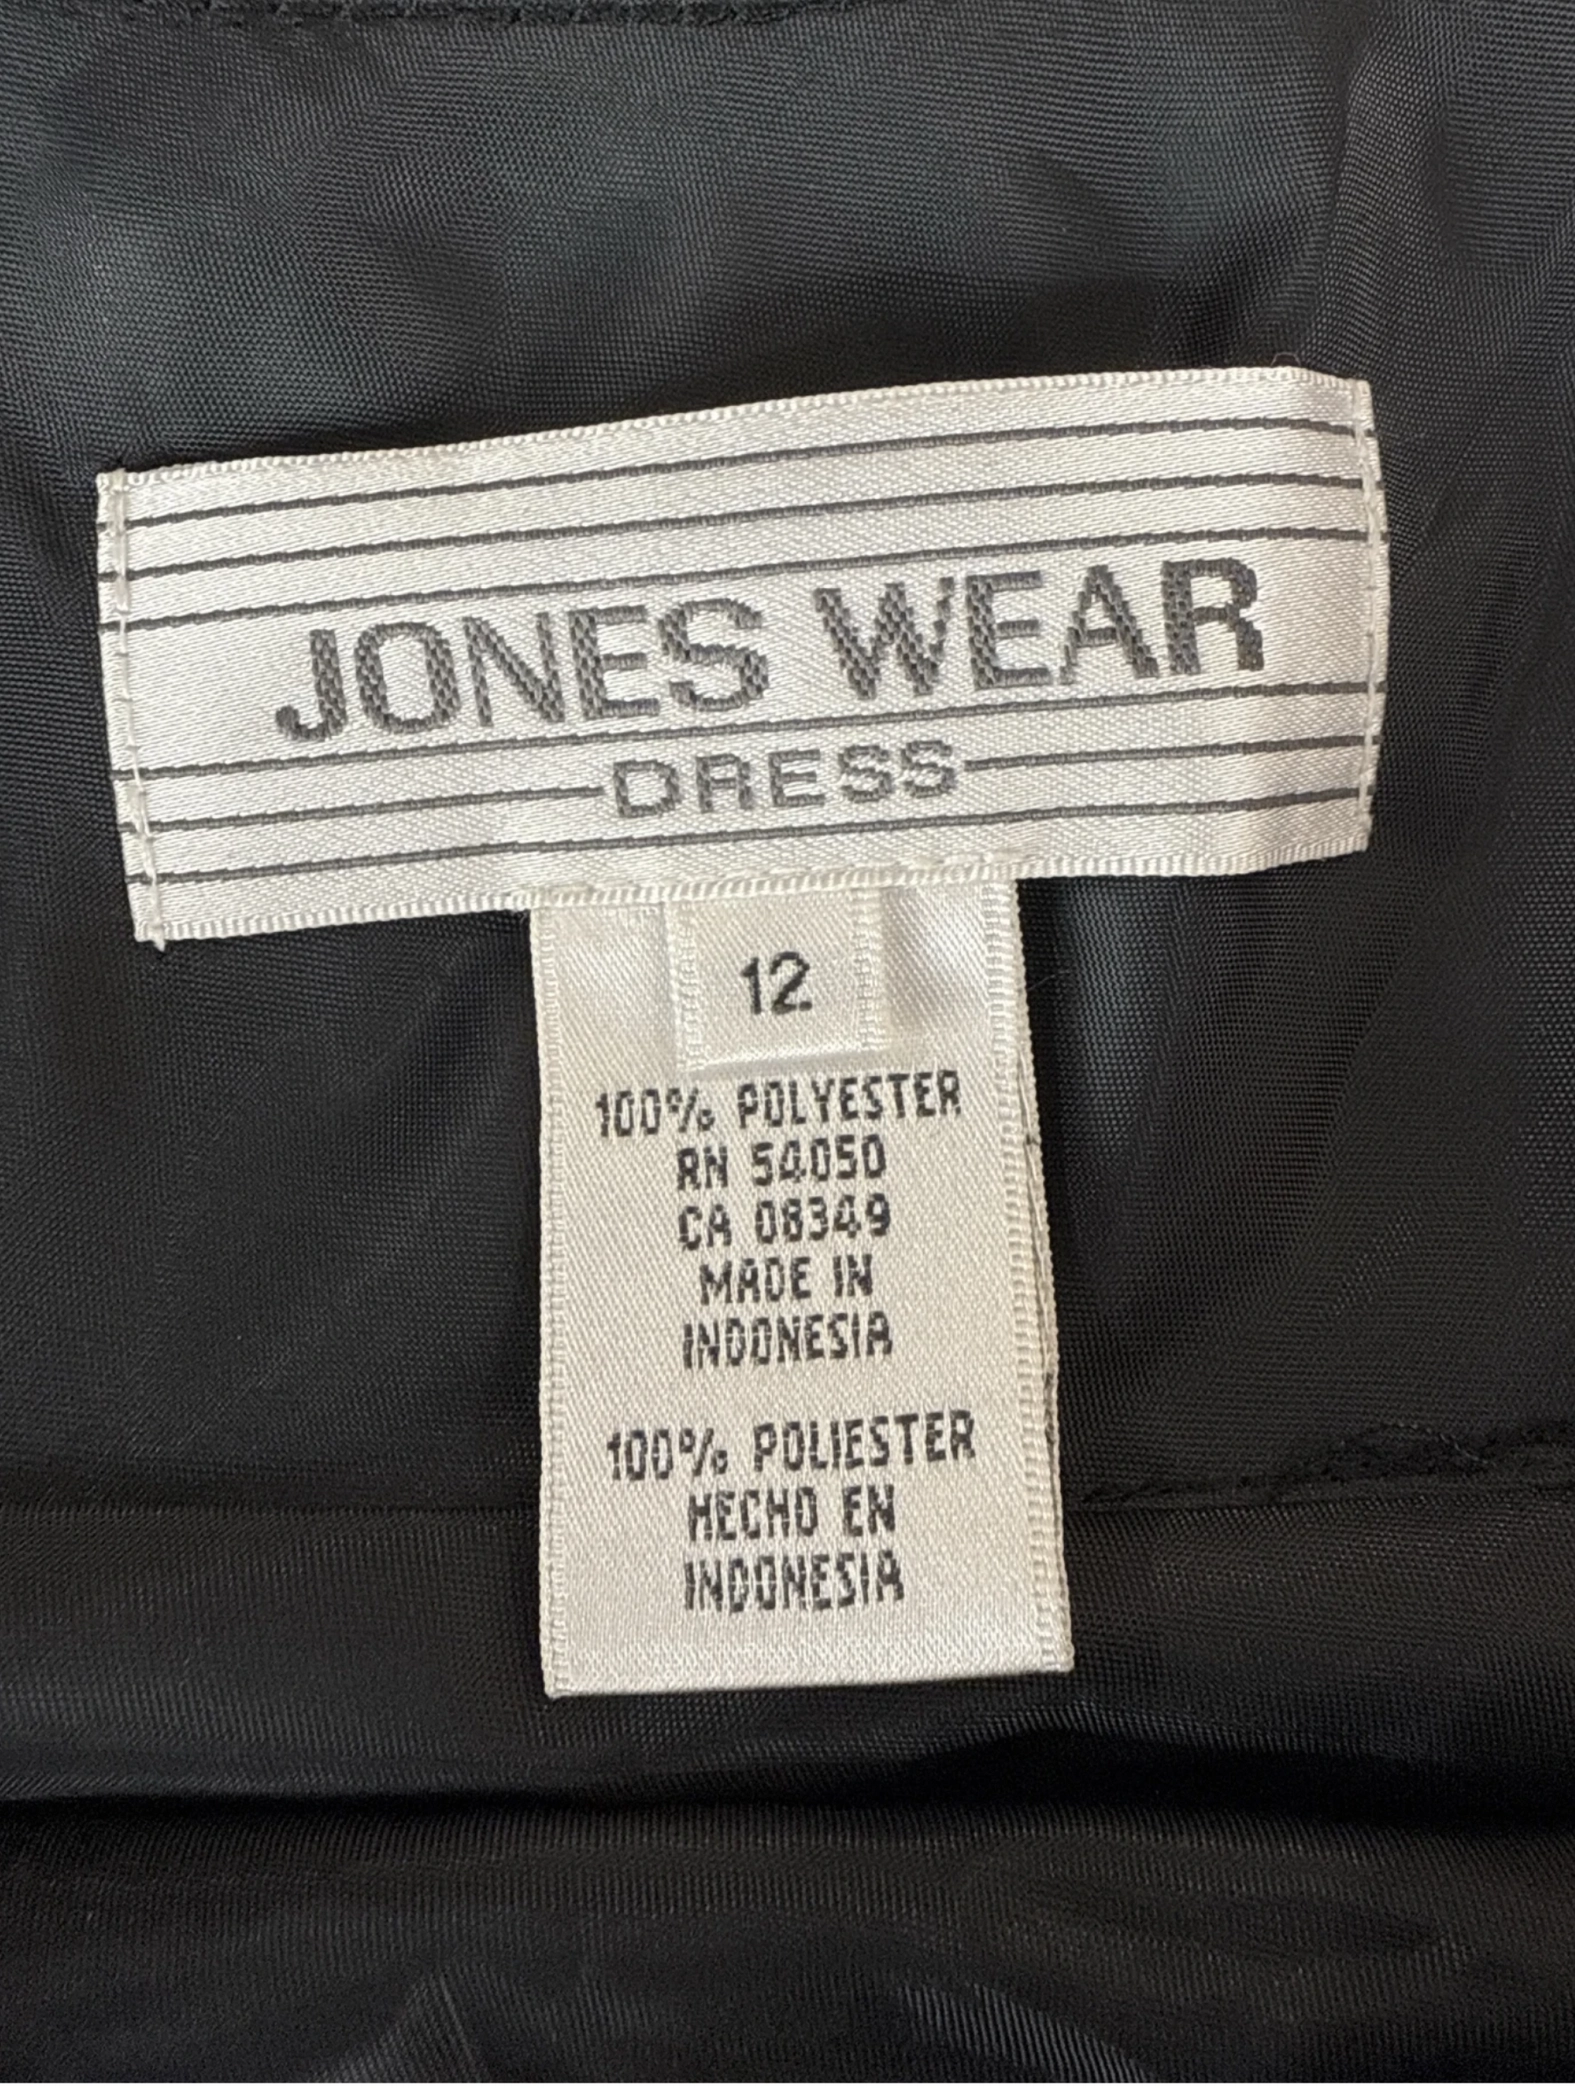 JONES WEAR
DRESS
12
100% POLYESTER
RN 54050
CA 08349
MADE IN
INDONESIA
100% POLIESTER
HECHO EN
INDONESIA